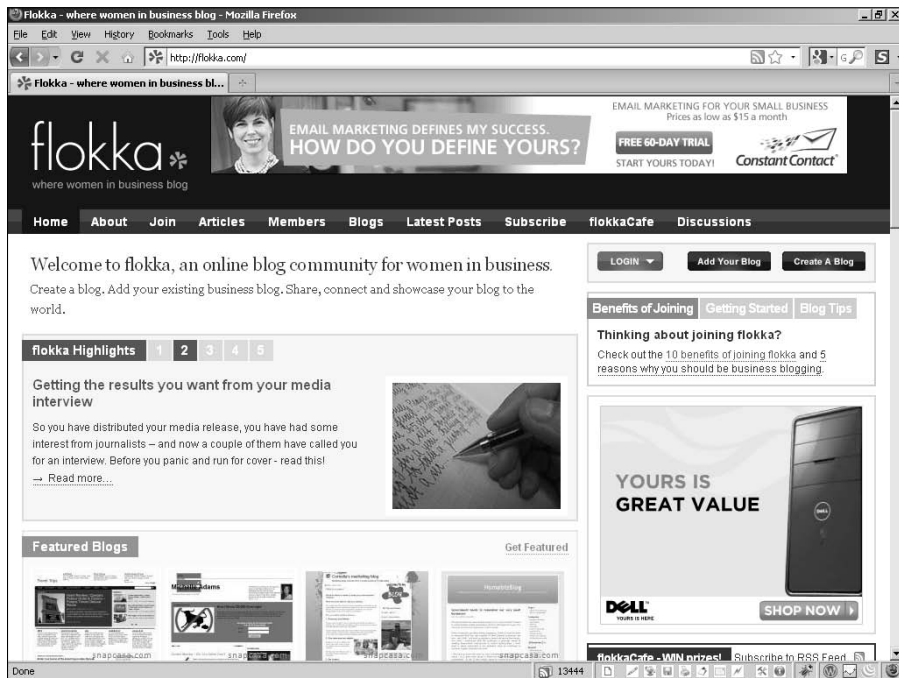 Flokka - where women in business blog - Mozilla Firefox
File Edit View History Bookmarks Tools Help
http://flokka.com/
Flokka - where women in business bl...
flokka
where women in business blog
EMAIL MARKETING DEFINES MY SUCCESS.
HOW DO YOU DEFINE YOURS?
EMAIL MARKETING FOR YOUR SMALL BUSINESS
Prices as low as $15 a month
FREE 60-DAY TRIAL
START YOURS TODAY!
Constant Contact®
Home About Join Articles Members Blogs Latest Posts Subscribe flokkaCafe Discussions
Welcome to flokka, an online blog community for women in business.
Create a blog. Add your existing business blog. Share, connect and showcase your blog to the
world.
LOGIN Add Your Blog Create A Blog
Benefits of Joining Getting Started Blog Tips
Thinking about joining flokka?
Check out the 10 benefits of joining flokka and 5
reasons why you should be business blogging.
flokka Highlights 1 2 3 4 5
Getting the results you want from your media
interview
So you have distributed your media release, you have had some
interest from journalists – and now a couple of them have called you
for an interview. Before you panic and run for cover - read this!
→ Read more...
YOURS IS
GREAT VALUE
DELL
DELL
YOURS IS HERE
SHOP NOW
Featured Blogs Get Featured
Adams
snapcasa.com
snapcasa.com
snapcasa.com
flokkaCafe - WIN prizes! Subscribe to RSS Feed
Done 13444